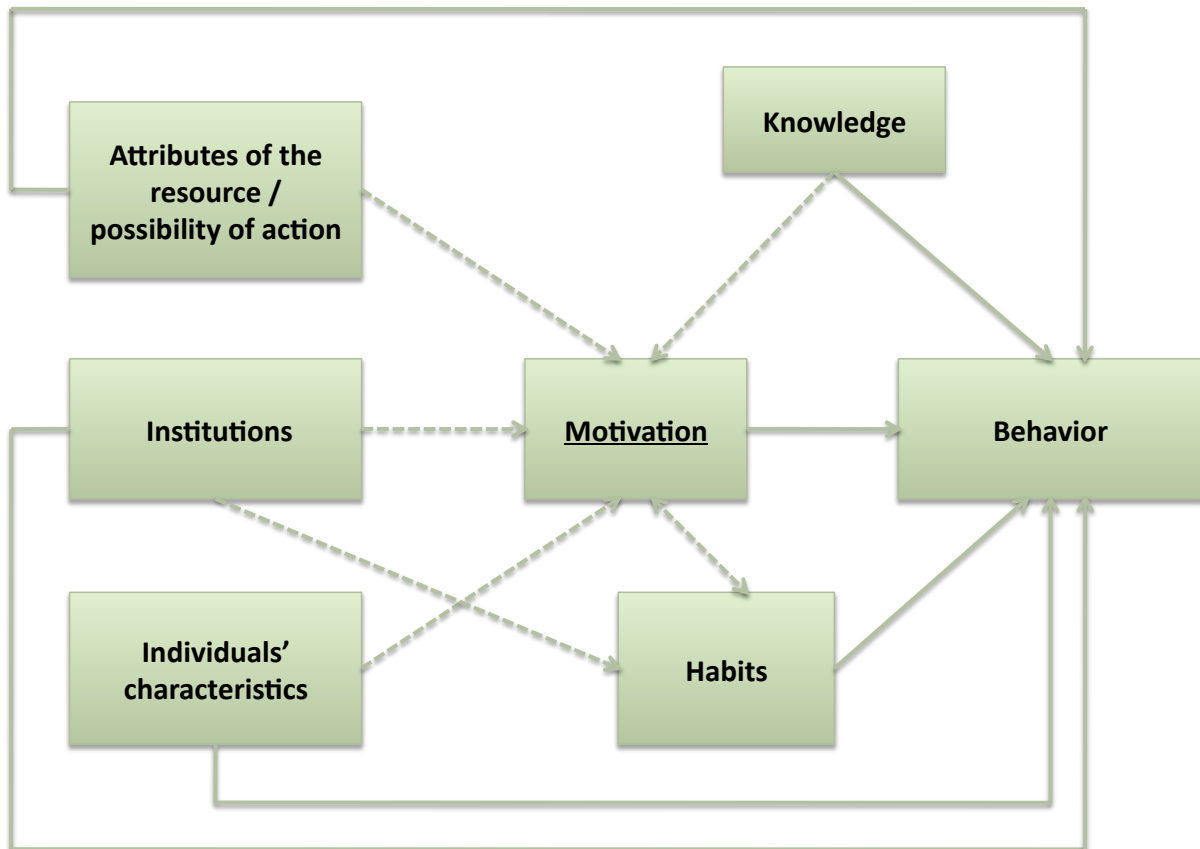 Knowledge
Attributes of the
resource /
possibility of action
Institutions
Motivation
Behavior
Individuals’
characteristics
Habits